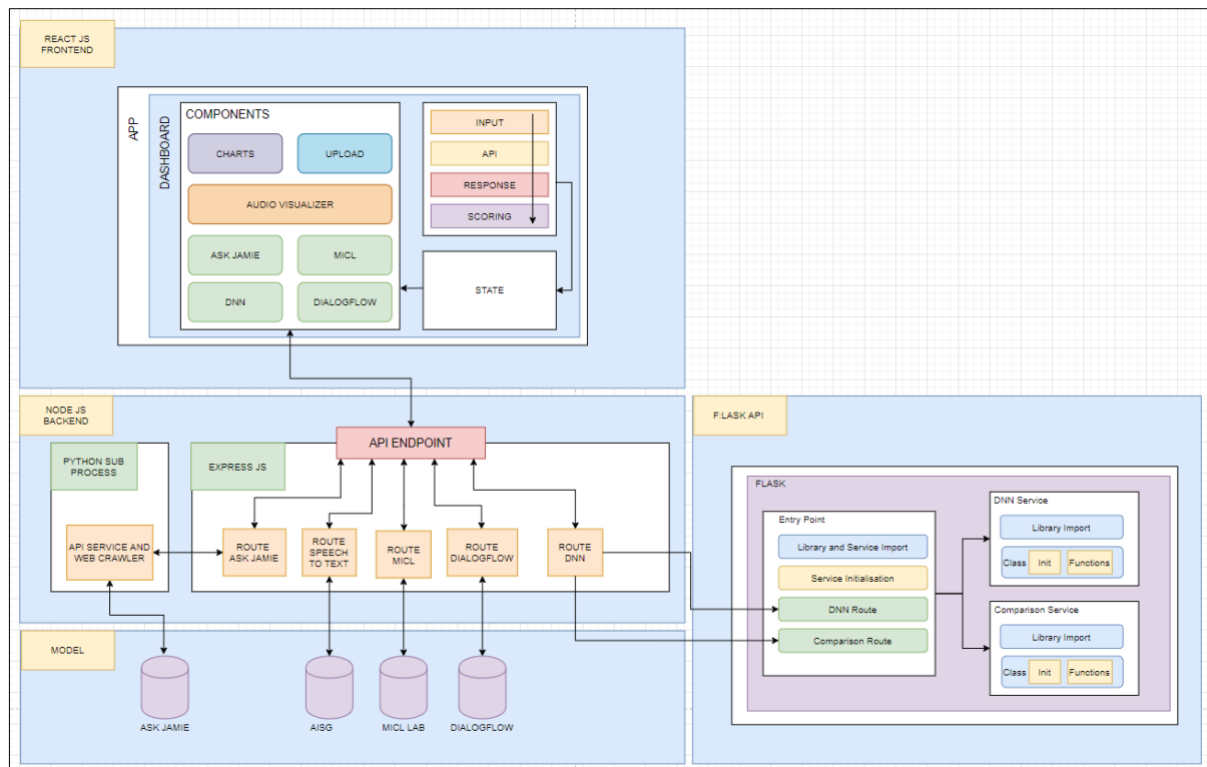 REACT JS
FRONTEND
APP
DASHBOARD
COMPONENTS
CHARTS
UPLOAD
AUDIO VISUALIZER
ASK JAMIE
MICL
DNN
DIALOGFLOW
INPUT
API
RESPONSE
SCORING
STATE
NODE JS
BACKEND
PYTHON SUB
PROCESS
API SERVICE AND
WEB CRAWLER
EXPRESS JS
API ENDPOINT
ROUTE
ASK JAMIE
ROUTE
SPEECH
TO TEXT
ROUTE
MICL
ROUTE
DIALOGFLOW
ROUTE
DNN
F:LASK API
FLASK
Entry Point
Library and Service Import
Service Initialisation
DNN Route
Comparison Route
DNN Service
Library Import
Class
Init
Functions
Comparison Service
Library Import
Class
Init
Functions
MODEL
ASK JAMIE
AISG
MICL LAB
DIALOGFLOW